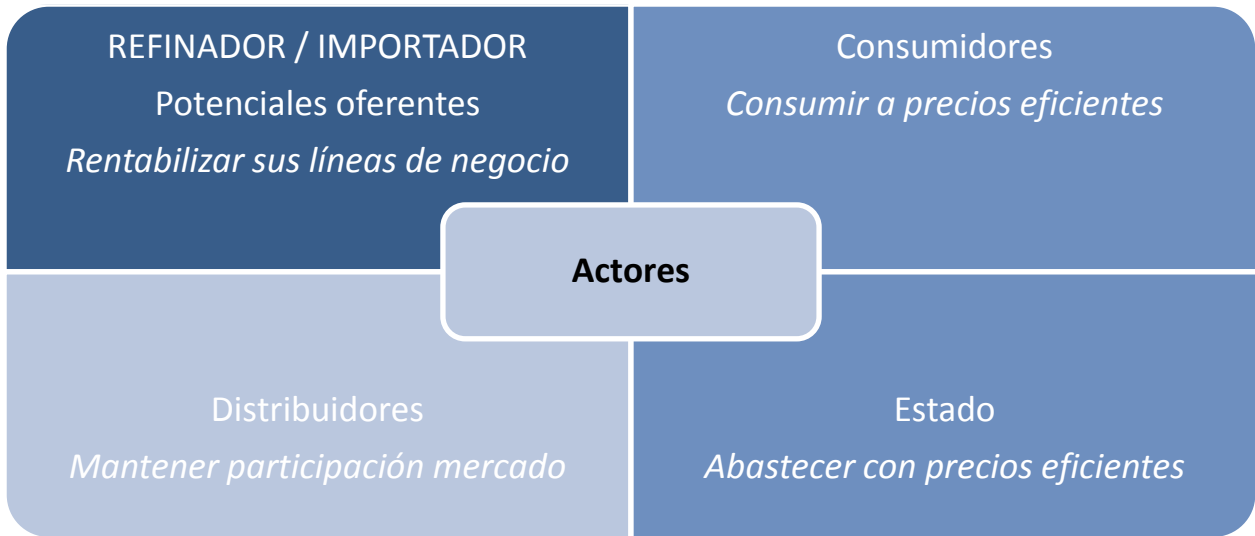 REFINADOR / IMPORTADOR
Potenciales oferentes
Rentabilizar sus líneas de negocio
Consumidores
Consumir a precios eficientes
Actores
Distribuidores
Mantener participación mercado
Estado
Abastecer con precios eficientes